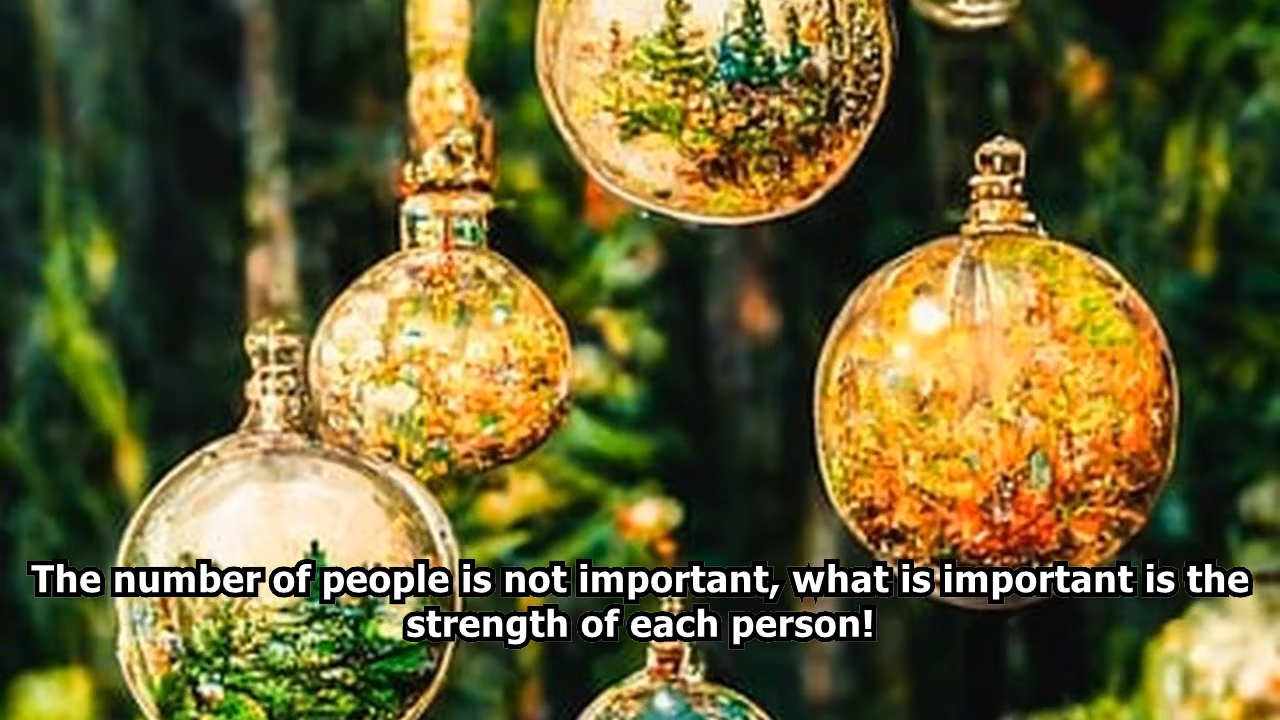 The number of people is not important, what is important is the
strength of each person!